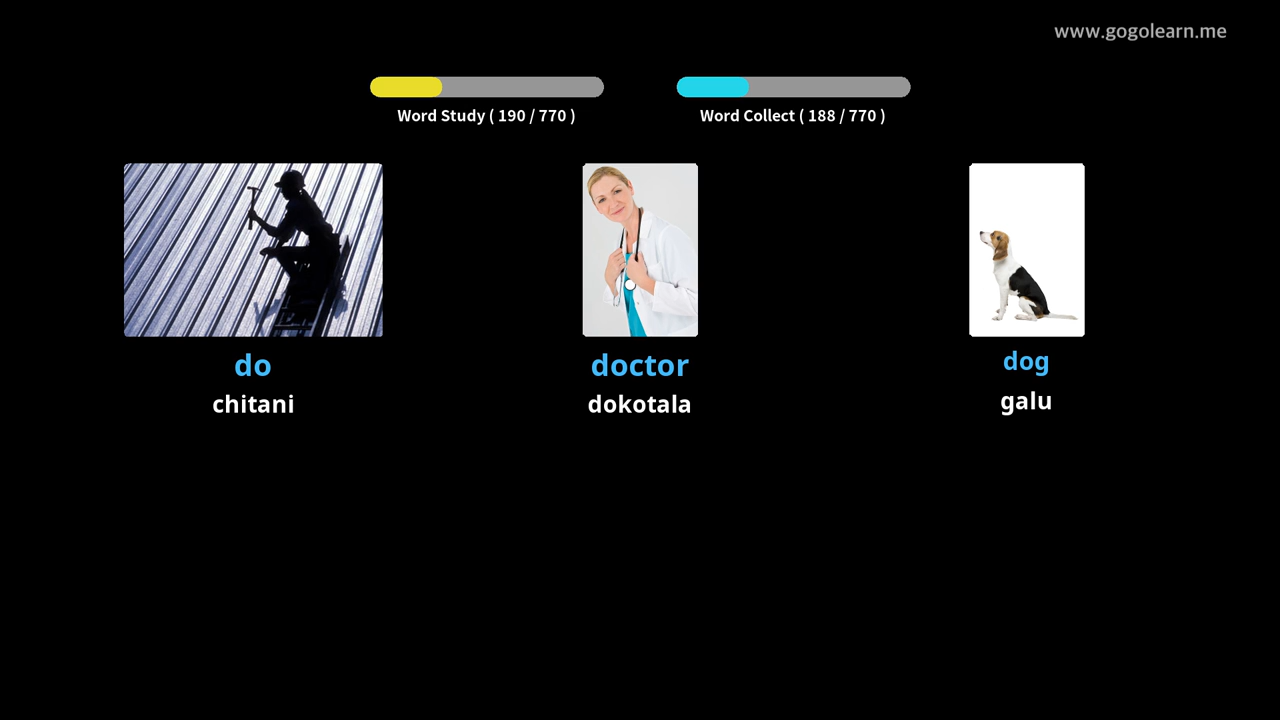 www.gogolearn.me
Word Study ( 190 / 770 )
Word Collect ( 188 / 770 )
do
doctor
dog
chitani
dokotala
galu